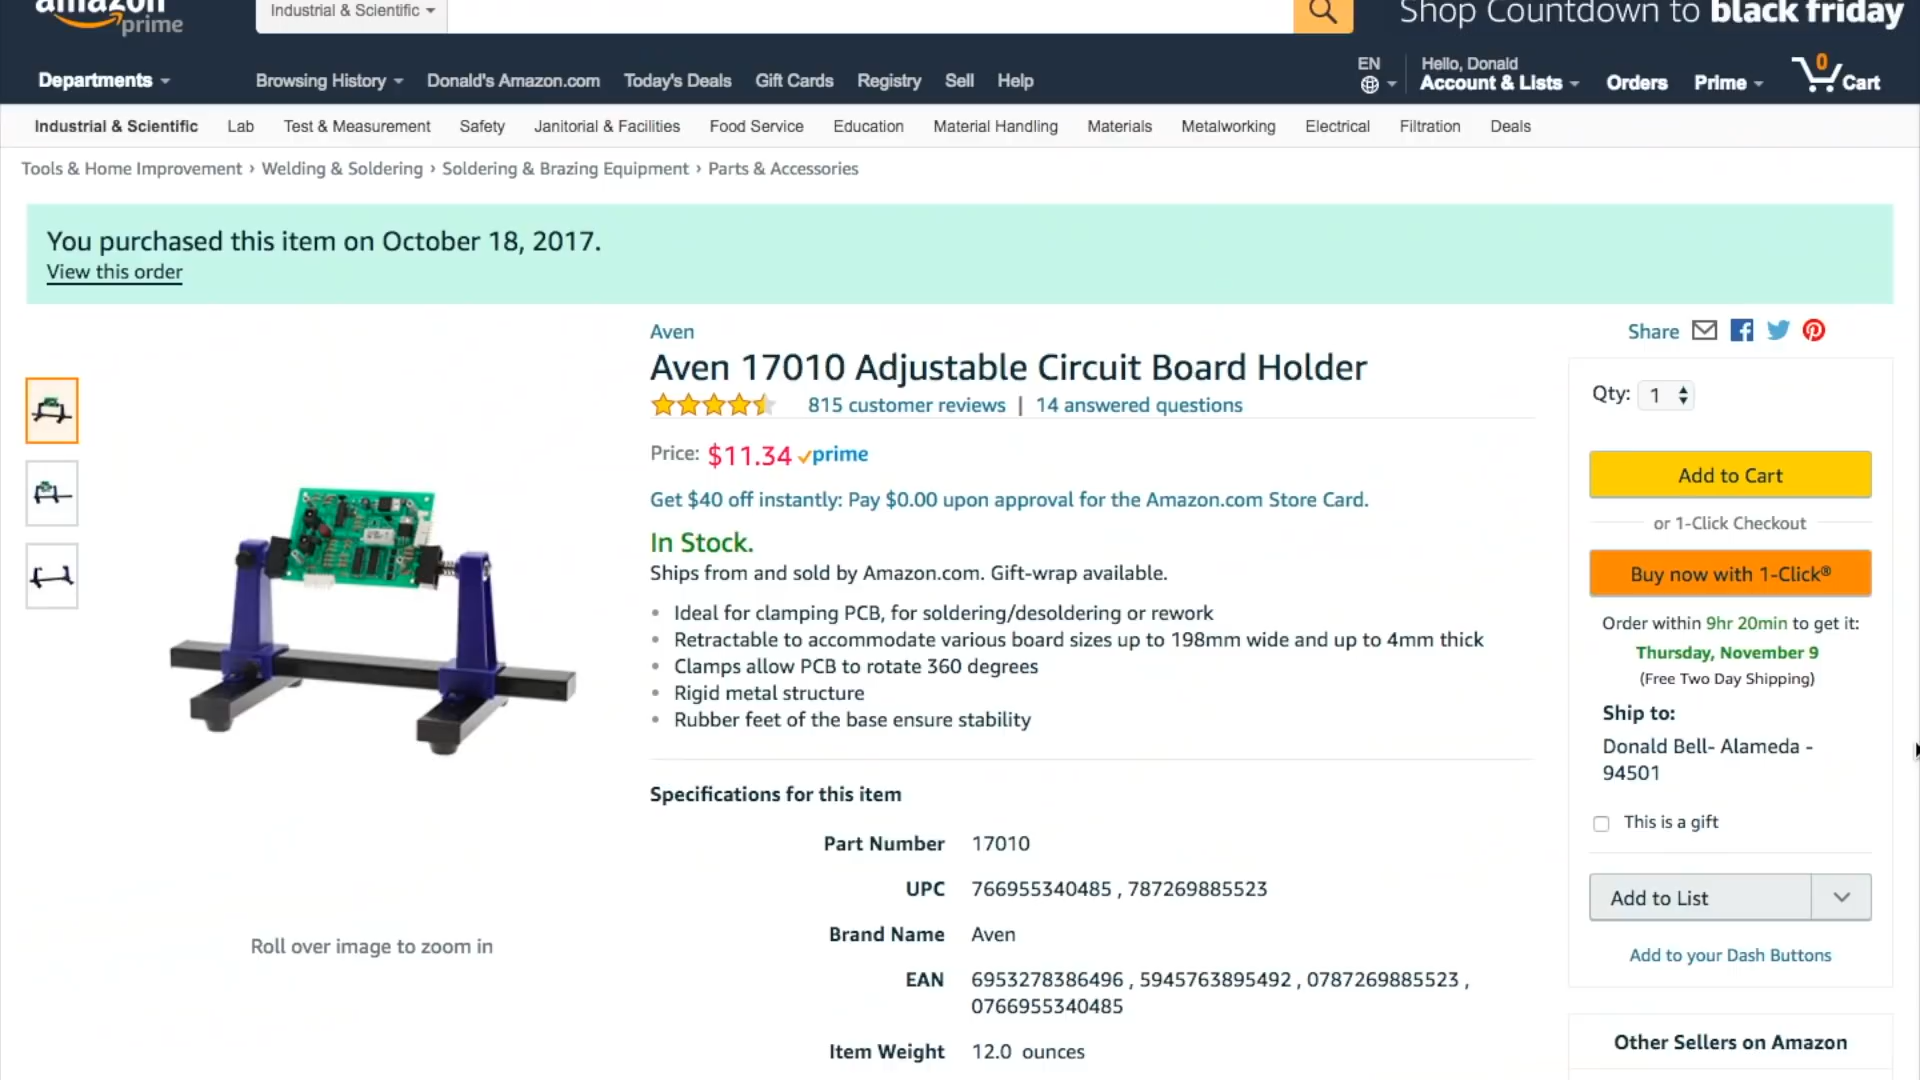 amazon
prime
Industrial & Scientific
Shop Countdown to black friday
Departments
Browsing History
Donald's Amazon.com
Today's Deals
Gift Cards
Registry
Sell
Help
EN
Hello, Donald
Account & Lists
Orders
Prime
0
Cart
Industrial & Scientific
Lab
Test & Measurement
Safety
Janitorial & Facilities
Food Service
Education
Material Handling
Materials
Metalworking
Electrical
Filtration
Deals
Tools & Home Improvement › Welding & Soldering › Soldering & Brazing Equipment › Parts & Accessories
You purchased this item on October 18, 2017.
View this order
Aven
Aven 17010 Adjustable Circuit Board Holder
815 customer reviews | 14 answered questions
Price: $11.34 prime
Get $40 off instantly: Pay $0.00 upon approval for the Amazon.com Store Card.
In Stock.
Ships from and sold by Amazon.com. Gift-wrap available.
• Ideal for clamping PCB, for soldering/desoldering or rework
• Retractable to accommodate various board sizes up to 198mm wide and up to 4mm thick
• Clamps allow PCB to rotate 360 degrees
• Rigid metal structure
• Rubber feet of the base ensure stability
Specifications for this item
Part Number 17010
UPC 766955340485 , 787269885523
Brand Name Aven
EAN 6953278386496 , 5945763895492 , 0787269885523 ,
0766955340485
Item Weight 12.0 ounces
Roll over image to zoom in
Share
Qty: 1
Add to Cart
or 1-Click Checkout
Buy now with 1-Click®
Order within 9hr 20min to get it:
Thursday, November 9
(Free Two Day Shipping)
Ship to:
Donald Bell- Alameda -
94501
This is a gift
Add to List
Add to your Dash Buttons
Other Sellers on Amazon